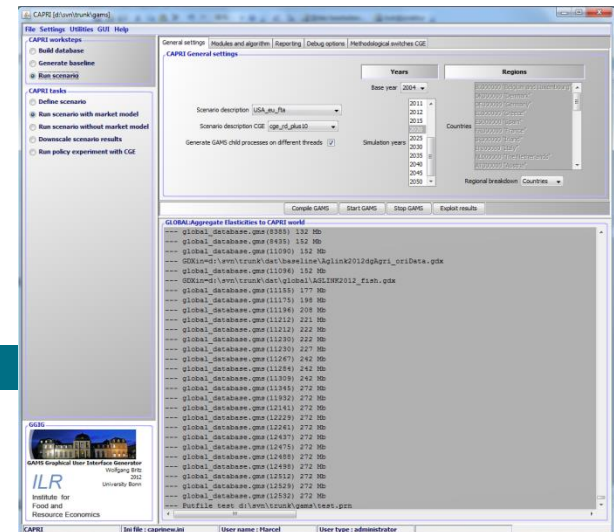 CAPRI [d:\svn\trunk\gams]
File Settings Utilities GUI Help
CAPRI worksteps
Build database
Generate baseline
Run scenario
CAPRI tasks
Define scenario
Run scenario with market model
Run scenario without market model
Downscale scenario results
Run policy experiment with CGE
General settings Modules and algorithm Reporting Debug options Methodological switches CGE
CAPRI General settings
Years
Regions
Base year 2004
Scenario description USA_eu_fta
Scenario description CGE cge_rd_plus10
Generate GAMS child processes on different threads
Simulation years
2011
2012
2015
2020
2025
2030
2035
2040
2045
2050
Countries
Regional breakdown Countries
Compile GAMS Start GAMS Stop GAMS Exploit results
GLOBAL:Aggregate Elasticities to CAPRI world
--- global_database.gms(8385) 132 Mb
--- global_database.gms(8435) 152 Mb
--- global_database.gms(11090) 152 Mb
--- GDXin=d:\svn\trunk\dat\baseline\Aglink2012dgAgri_oriData.gdx
--- global_database.gms(11096) 152 Mb
--- GDXin=d:\svn\trunk\dat\global\AGLINK2012_fish.gdx
--- global_database.gms(11155) 177 Mb
--- global_database.gms(11175) 198 Mb
--- global_database.gms(11196) 208 Mb
--- global_database.gms(11212) 221 Mb
--- global_database.gms(11212) 222 Mb
--- global_database.gms(11230) 222 Mb
--- global_database.gms(11230) 227 Mb
--- global_database.gms(11267) 242 Mb
--- global_database.gms(11284) 242 Mb
--- global_database.gms(11309) 242 Mb
--- global_database.gms(11345) 272 Mb
--- global_database.gms(11932) 272 Mb
--- global_database.gms(12141) 272 Mb
--- global_database.gms(12229) 272 Mb
--- global_database.gms(12261) 272 Mb
--- global_database.gms(12437) 272 Mb
--- global_database.gms(12475) 272 Mb
--- global_database.gms(12488) 272 Mb
--- global_database.gms(12498) 272 Mb
--- global_database.gms(12512) 272 Mb
--- global_database.gms(12529) 272 Mb
--- global_database.gms(12532) 272 Mb
--- Putfile test d:\svn\trunk\gams\test.prn
GGIG
GAMS Graphical User Interface Generator
Wolfgang Britz
2012
University Bonn
ILR
Institute for
Food and
Resource Economics
CAPRI Ini file : caprinew.ini User name : Marcel User type : administrator